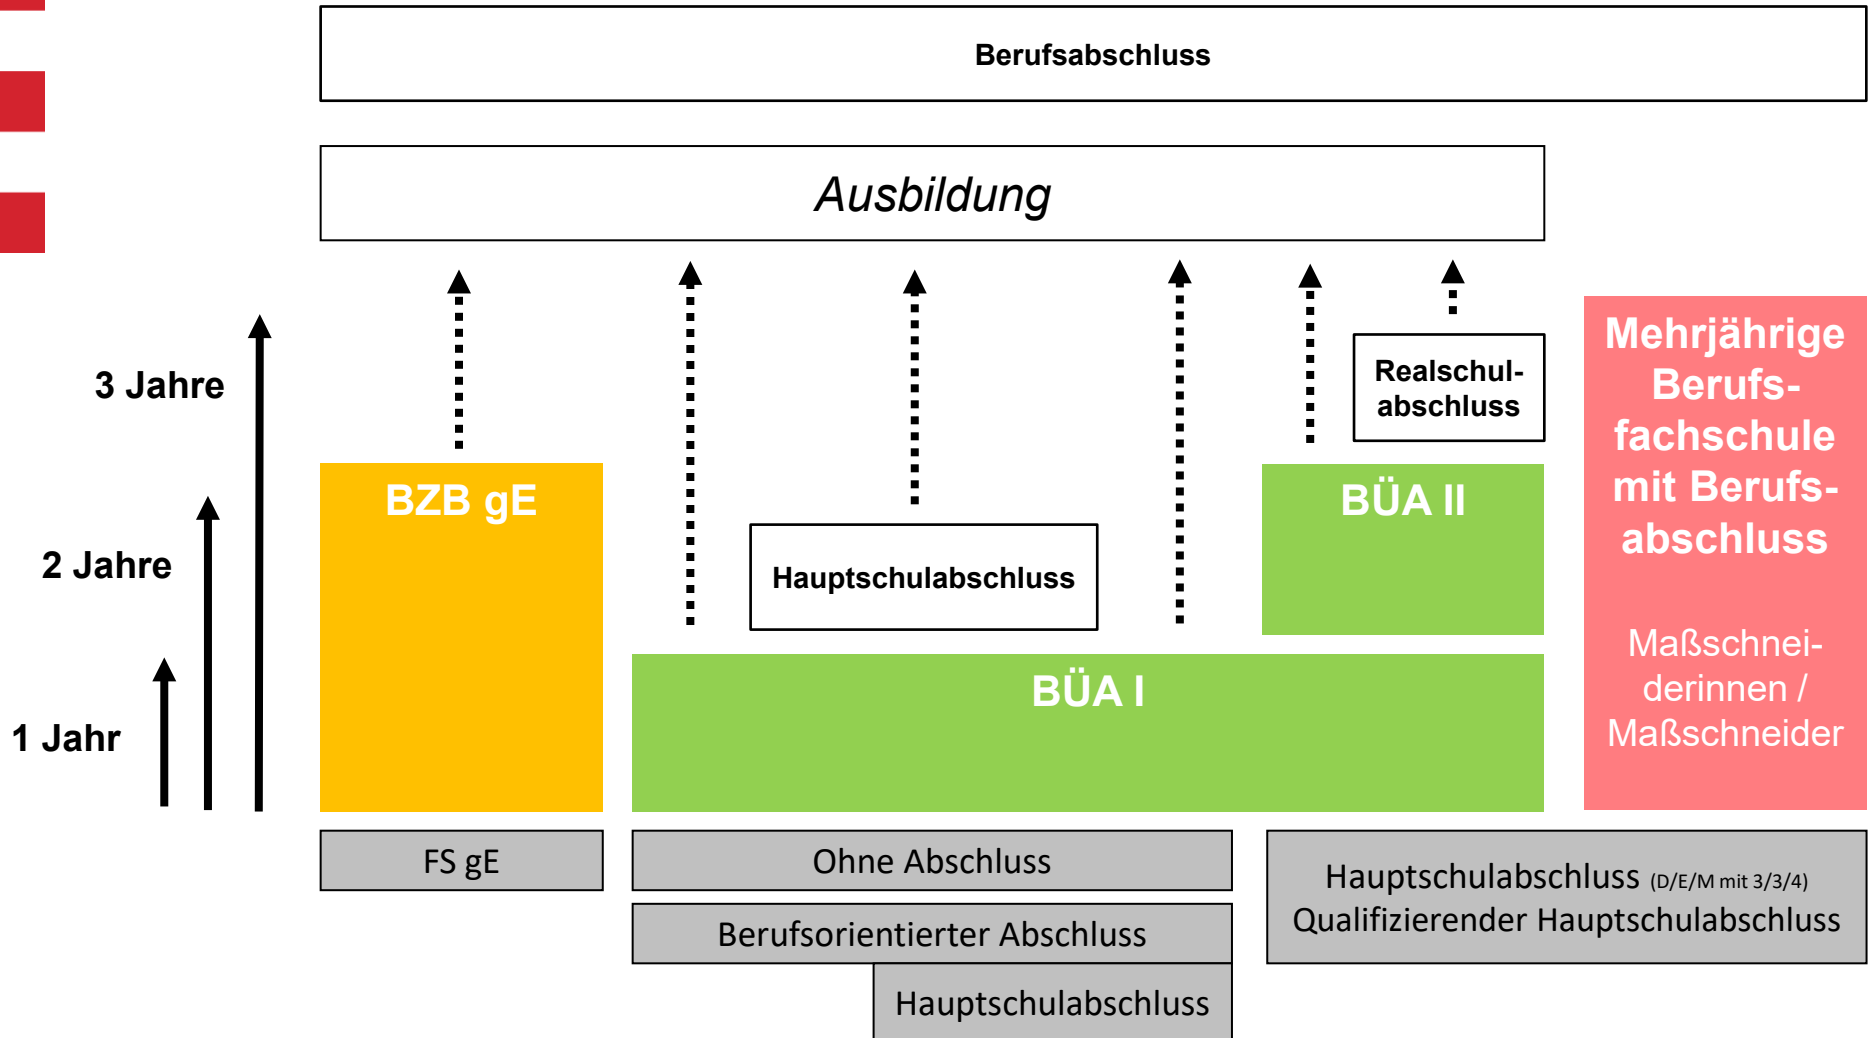 Berufsabschluss
Ausbildung
3 Jahre
2 Jahre
1 Jahr
BZB gE
Hauptschulabschluss
Realschul-
abschluss
BÜA II
BÜA I
Mehrjährige
Berufs-
fachschule
mit Berufs-
abschluss
Maßschnei-
derinnen /
Maßschneider
FS gE
Ohne Abschluss
Berufsorientierter Abschluss
Hauptschulabschluss
Hauptschulabschluss (D/E/M mit 3/3/4)
Qualifizierender Hauptschulabschluss